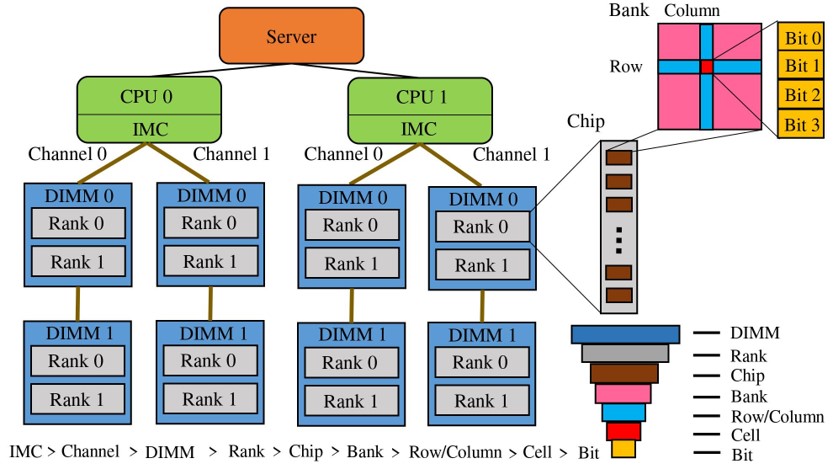 Server
CPU 0
IMC
CPU 1
IMC
Channel 0
Channel 1
Channel 0
Channel 1
DIMM 0
Rank 0
Rank 1
DIMM 0
Rank 0
Rank 1
DIMM 0
Rank 0
Rank 1
DIMM 0
Rank 0
Rank 1
DIMM 1
Rank 0
Rank 1
DIMM 1
Rank 0
Rank 1
DIMM 1
Rank 0
Rank 1
DIMM 1
Rank 0
Rank 1
Bank
Column
Row
Bit 0
Bit 1
Bit 2
Bit 3
Chip
DIMM
Rank
Chip
Bank
Row/Column
Cell
Bit
IMC > Channel > DIMM > Rank > Chip > Bank > Row/Column > Cell > Bit